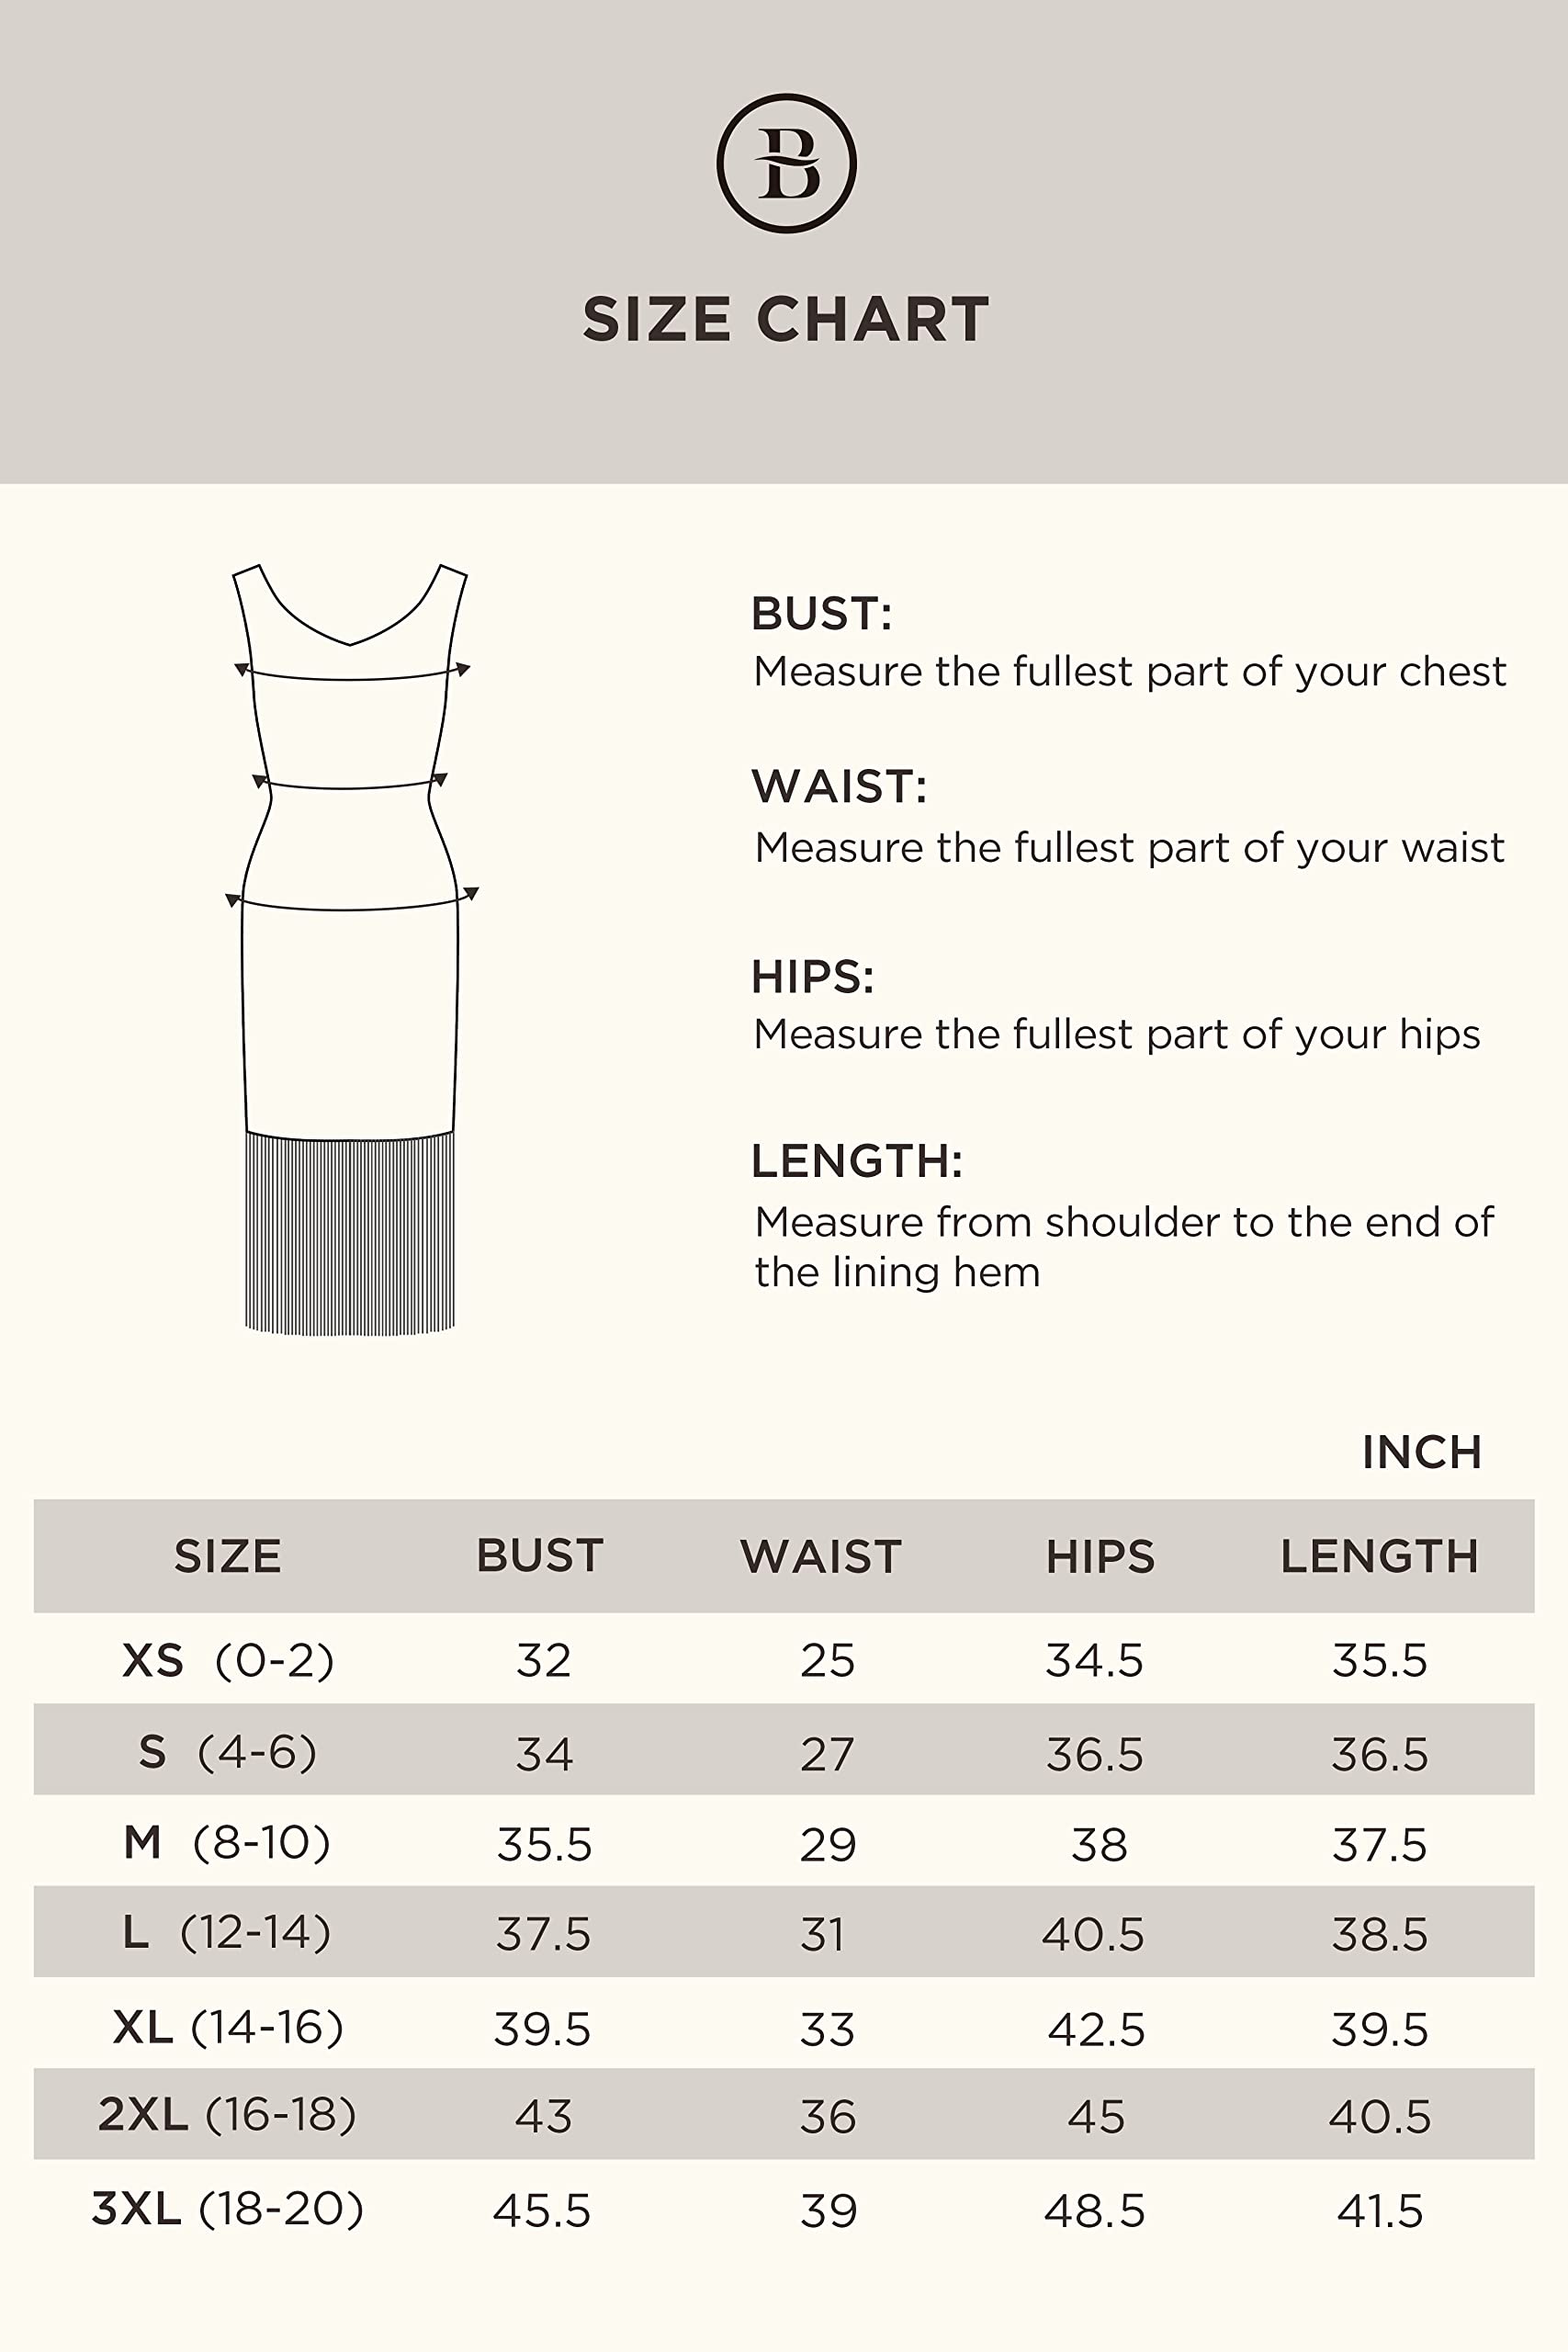 B
SIZE CHART
BUST:
Measure the fullest part of your chest
WAIST:
Measure the fullest part of your waist
HIPS:
Measure the fullest part of your hips
LENGTH:
Measure from shoulder to the end of
the lining hem
INCH
SIZE BUST WAIST HIPS LENGTH
XS (0-2) 32 25 34.5 35.5
S (4-6) 34 27 36.5 36.5
M (8-10) 35.5 29 38 37.5
L (12-14) 37.5 31 40.5 38.5
XL (14-16) 39.5 33 42.5 39.5
2XL (16-18) 43 36 45 40.5
3XL (18-20) 45.5 39 48.5 41.5